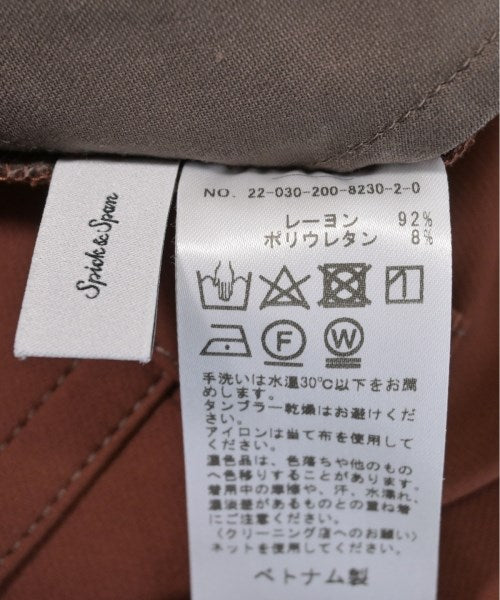 Spick & Span
NO. 22-030-200-8230-2-0
レーヨン 92%
ポリウレタン 8%
F
W
手洗いは水温30℃以下をお薦
めします。
タンブラー乾燥はお避けくだ
さい。
アイロンは当て布を使用して
ください。
濃色品は、色落ちや他のもの
へ色移りすることがあります。
着用中の摩擦や、汗、水濡れ、
濃淡差があるものとの重ね着
にご注意ください。
(クリーニング店へのお願い)
ネットを使用してください。
ベトナム製